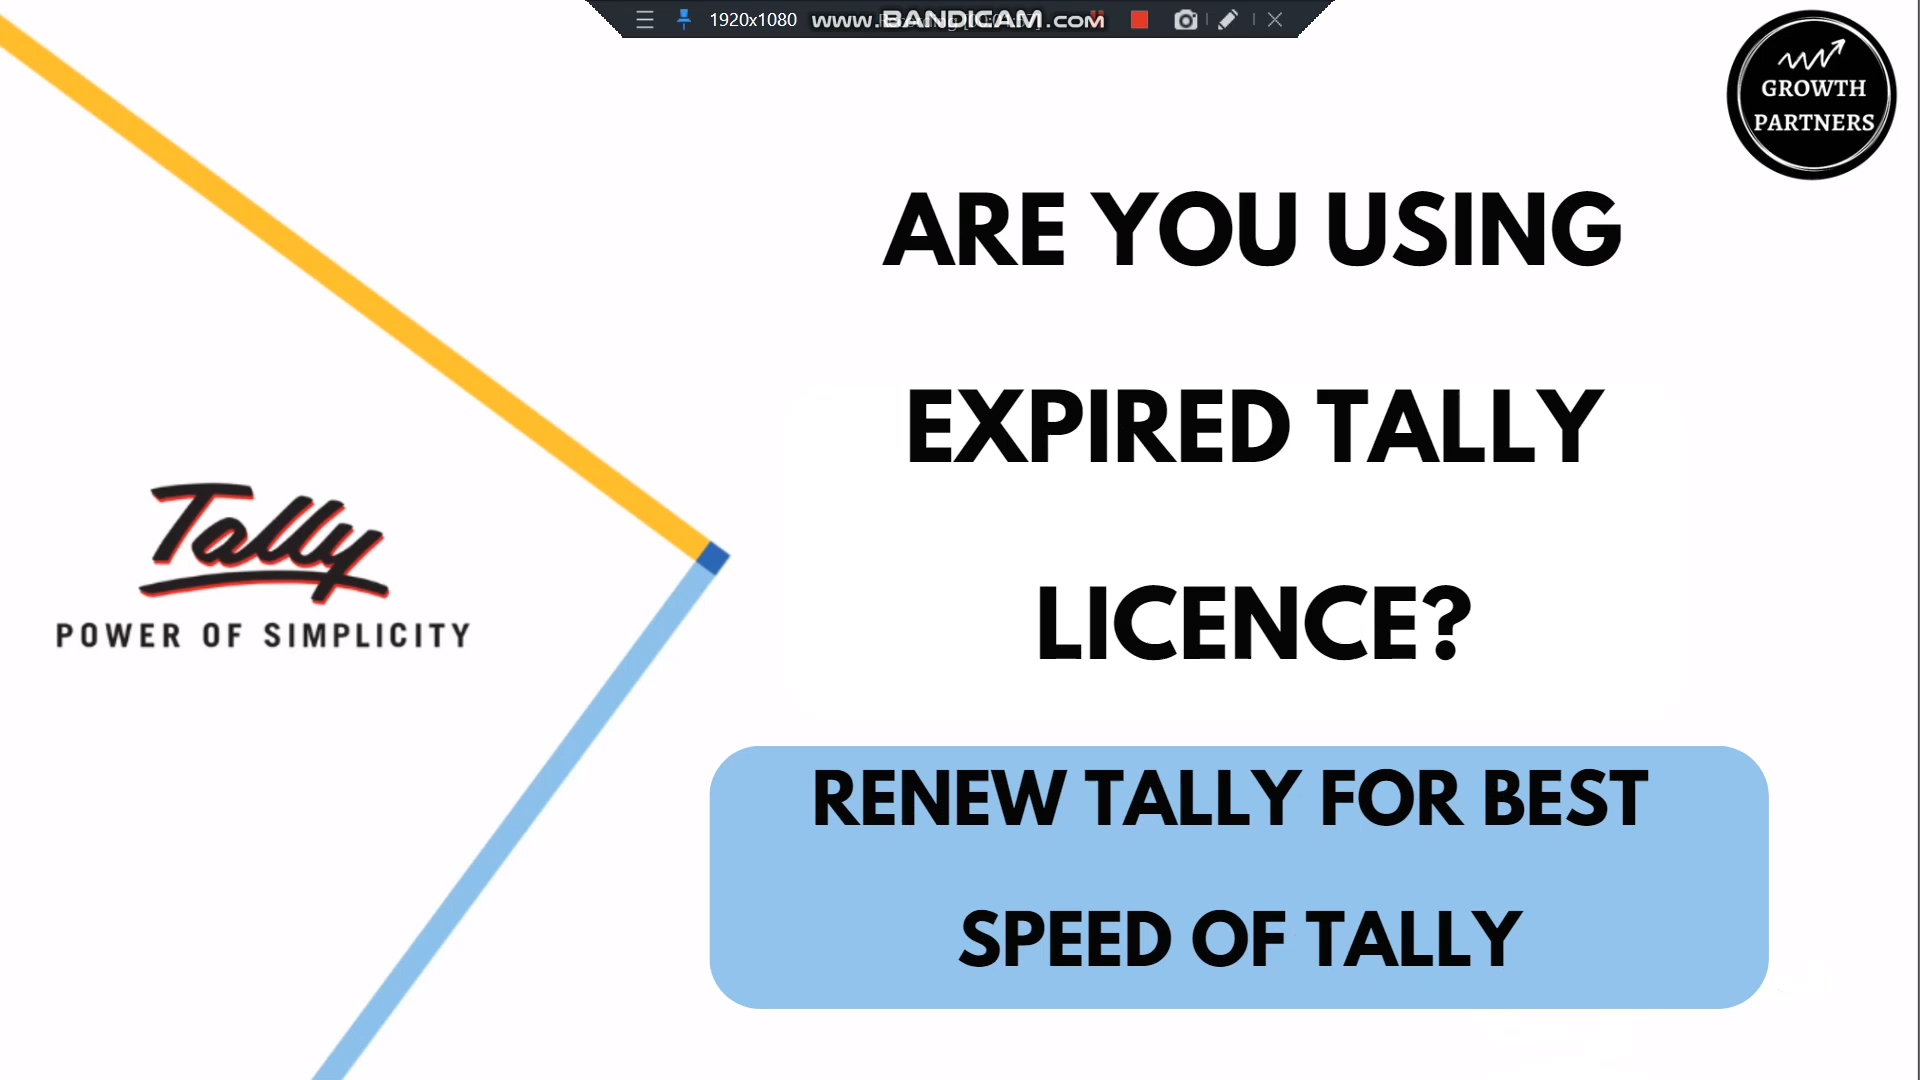 1920x1080 www.BANDICAM.com
GROWTH
PARTNERS
ARE YOU USING
EXPIRED TALLY
LICENCE?
Tally
POWER OF SIMPLICITY
RENEW TALLY FOR BEST
SPEED OF TALLY